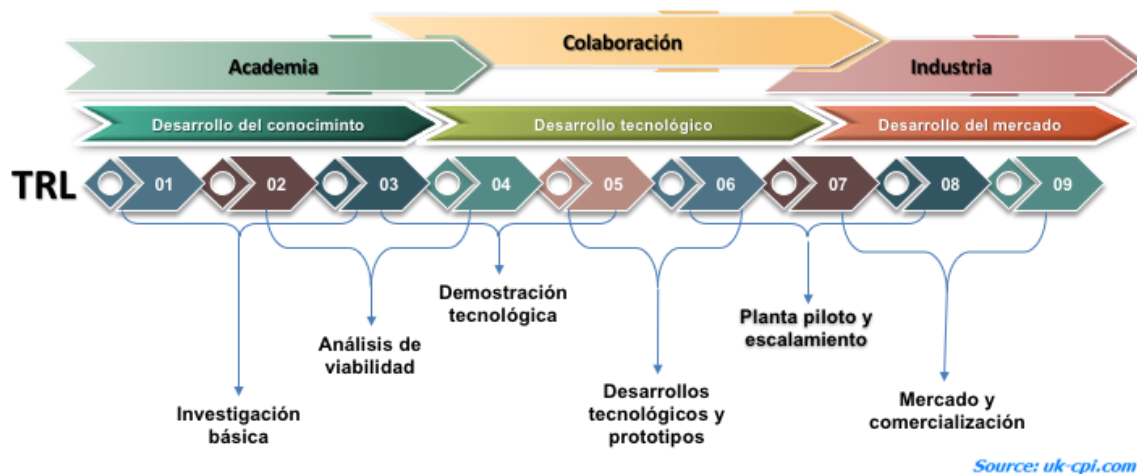 Colaboración
Academia
Industria
Desarrollo del conociminto
Desarrollo tecnológico
Desarrollo del mercado
TRL
01
02
03
04
05
06
07
08
09
Demostración
tecnológica
Planta piloto y
escalamiento
Análisis de
viabilidad
Investigación
básica
Desarrollos
tecnológicos y
prototipos
Mercado y
comercialización
Source: uk-cpi.com